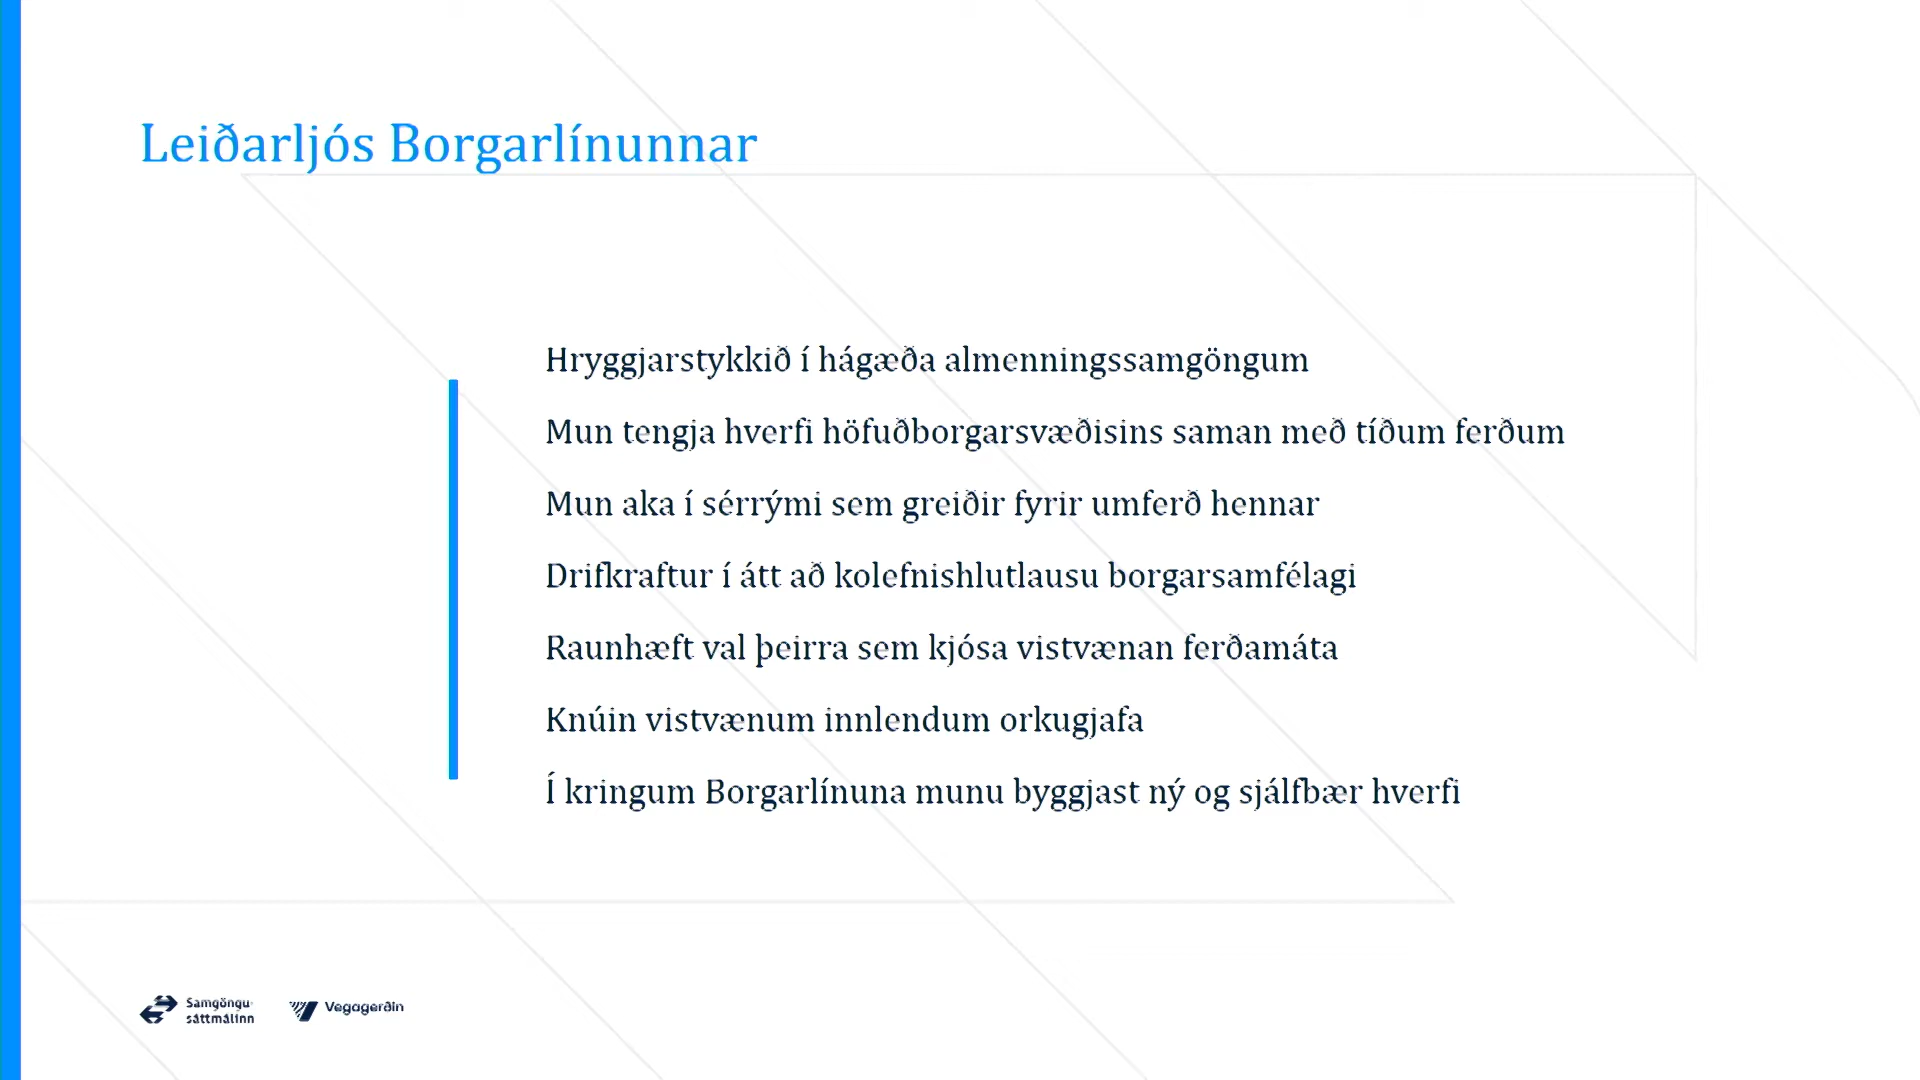 Leiðarljós Borgarlínunnar
Hryggjarstykkið í hágæða almenningssamgöngum
Mun tengja hverfi höfuðborgarsvæðisins saman með tíðum ferðum
Mun aka í sérrými sem greiðir fyrir umferð hennar
Drifkraftur í átt að kolefnishlutlausu borgarsamfélagi
Raunhæft val þeirra sem kjósa vistvænan ferðamáta
Knúin vistvænum innlendum orkugjafa
Í kringum Borgarlínuna munu byggjast ný og sjálfbær hverfi
Samgöngu-
sáttmálinn
Vegagerðin